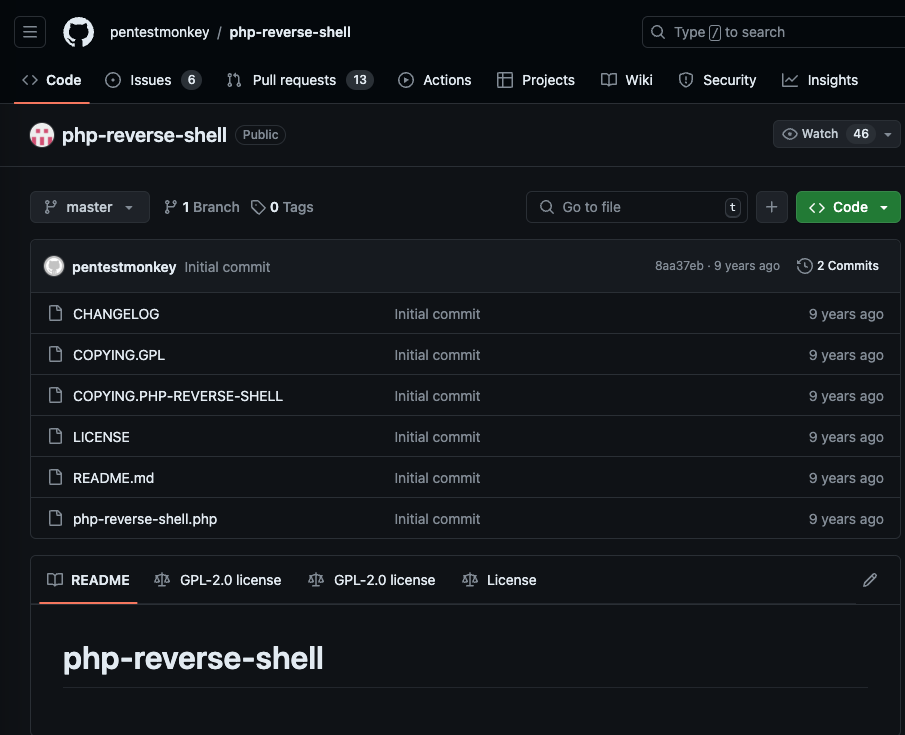 pentestmonkey / php-reverse-shell
Type / to search
Code Issues 6 Pull requests 13 Actions Projects Wiki Security Insights
php-reverse-shell Public
Watch 46
master 1 Branch 0 Tags
Go to file t
Code
pentestmonkey Initial commit 8aa37eb · 9 years ago 2 Commits
CHANGELOG Initial commit 9 years ago
COPYING.GPL Initial commit 9 years ago
COPYING.PHP-REVERSE-SHELL Initial commit 9 years ago
LICENSE Initial commit 9 years ago
README.md Initial commit 9 years ago
php-reverse-shell.php Initial commit 9 years ago
README GPL-2.0 license GPL-2.0 license License
php-reverse-shell